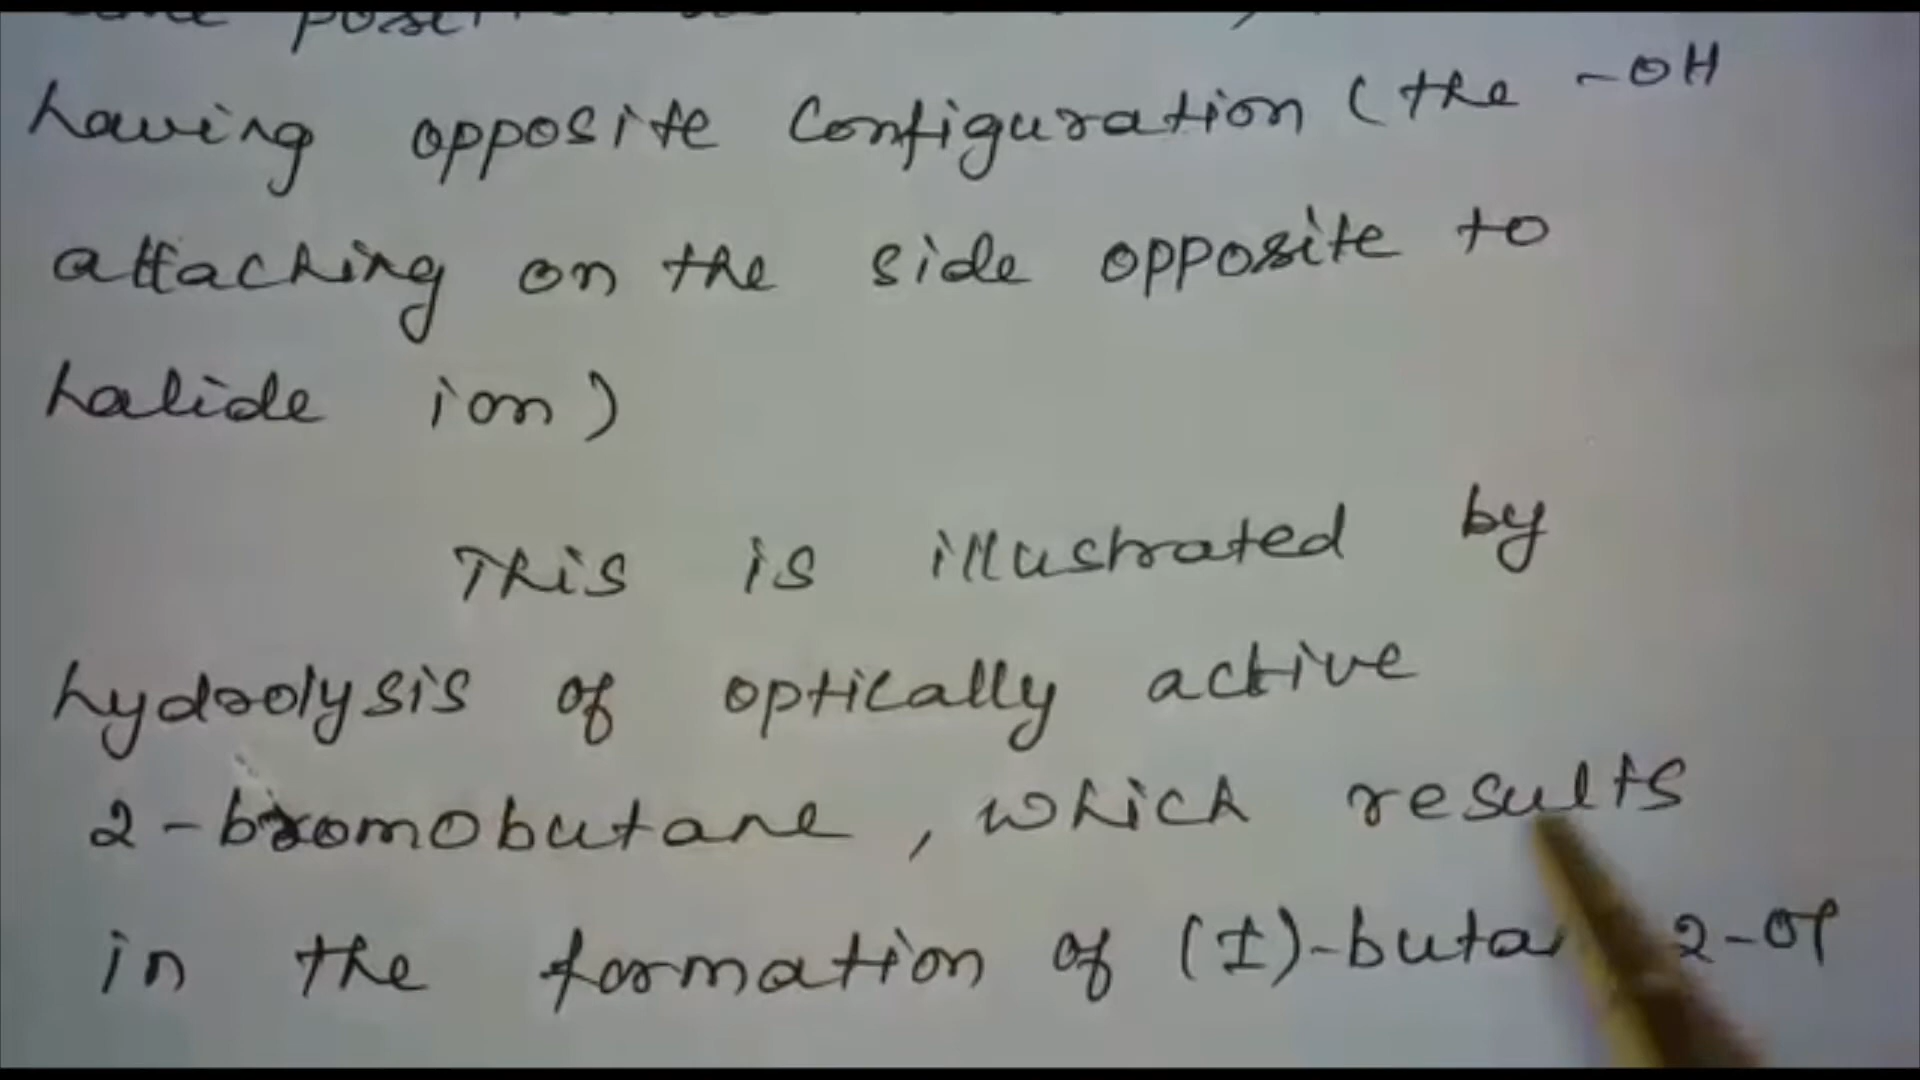 having opposite configuration (the -OH
attaching on the side opposite to
halide ion)
This is illustrated by
hydrolysis of optically active
2-bromobutane, which results
in the formation of (±)-buta 2-ol